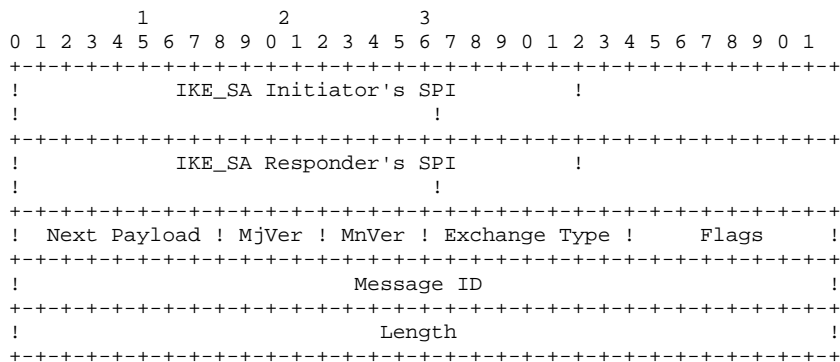 1 2 3
0 1 2 3 4 5 6 7 8 9 0 1 2 3 4 5 6 7 8 9 0 1 2 3 4 5 6 7 8 9 0 1
+-+-+-+-+-+-+-+-+-+-+-+-+-+-+-+-+-+-+-+-+-+-+-+-+-+-+-+-+-+-+-+-+
! IKE_SA Initiator's SPI !
! !
+-+-+-+-+-+-+-+-+-+-+-+-+-+-+-+-+-+-+-+-+-+-+-+-+-+-+-+-+-+-+-+-+
! IKE_SA Responder's SPI !
! !
+-+-+-+-+-+-+-+-+-+-+-+-+-+-+-+-+-+-+-+-+-+-+-+-+-+-+-+-+-+-+-+-+
! Next Payload ! MjVer ! MnVer ! Exchange Type ! Flags !
+-+-+-+-+-+-+-+-+-+-+-+-+-+-+-+-+-+-+-+-+-+-+-+-+-+-+-+-+-+-+-+-+
! Message ID !
+-+-+-+-+-+-+-+-+-+-+-+-+-+-+-+-+-+-+-+-+-+-+-+-+-+-+-+-+-+-+-+-+
! Length !
+-+-+-+-+-+-+-+-+-+-+-+-+-+-+-+-+-+-+-+-+-+-+-+-+-+-+-+-+-+-+-+-+